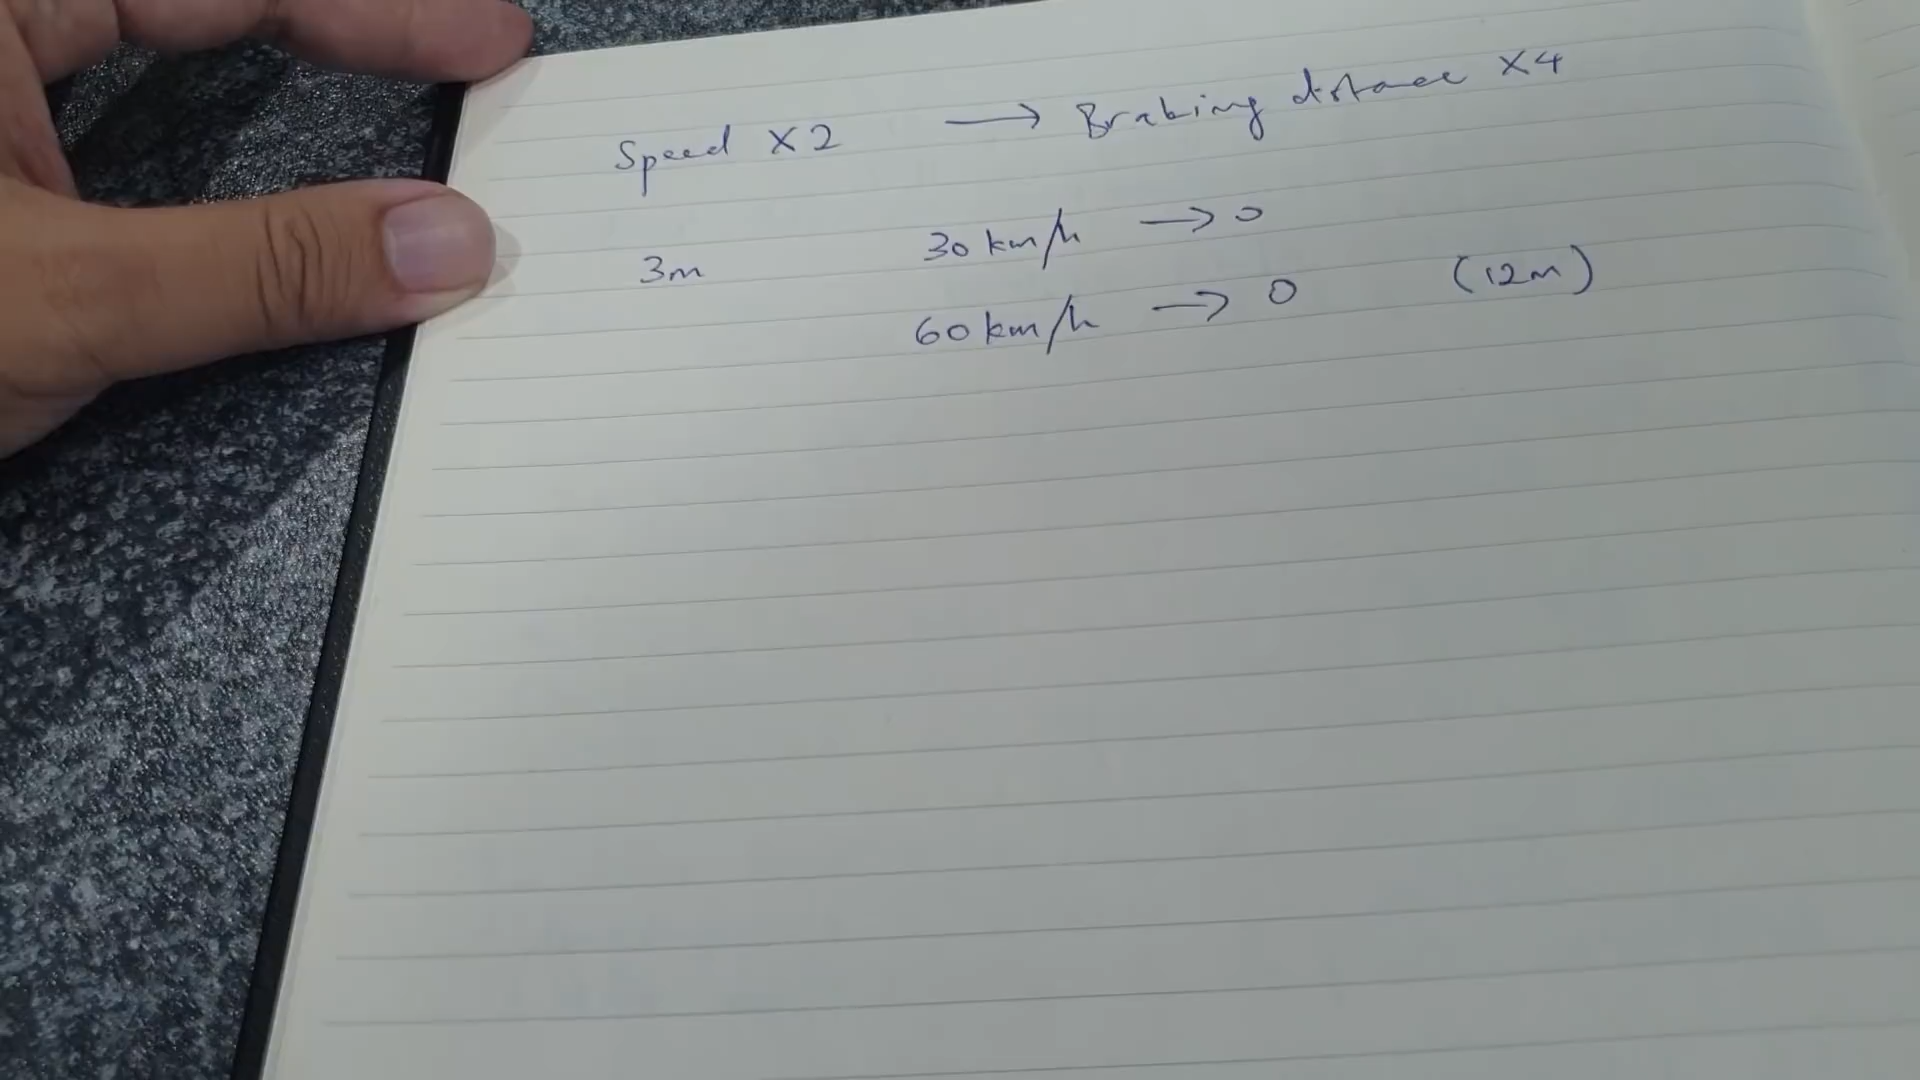 Speed X2 → Braking distance X4
3m 30 km/h → 0
60 km/h → 0 (12m)